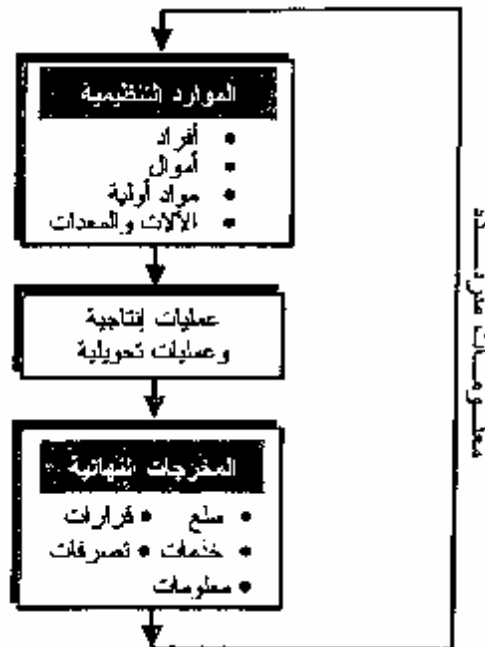 الموارد التنظيمية
• أفراد
• أموال
• مواد أولية
• الآلات والمعدات
عمليات إنتاجية
وعمليات تحويلية
المخرجات النهائية
• سلع • قرارات
• خدمات • تصرفات
• معلومات
معلومات مرتدة